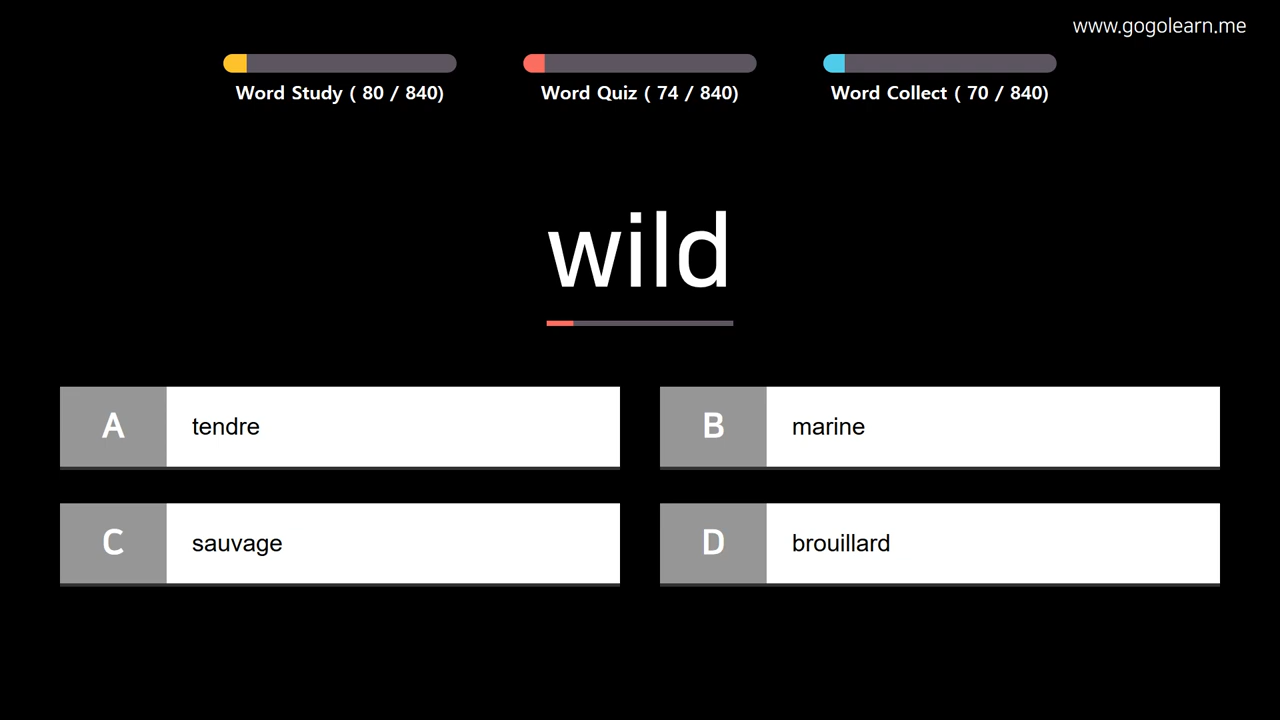 www.gogolearn.me
Word Study ( 80 / 840)
Word Quiz ( 74 / 840)
Word Collect ( 70 / 840)
wild
A tendre
B marine
C sauvage
D brouillard